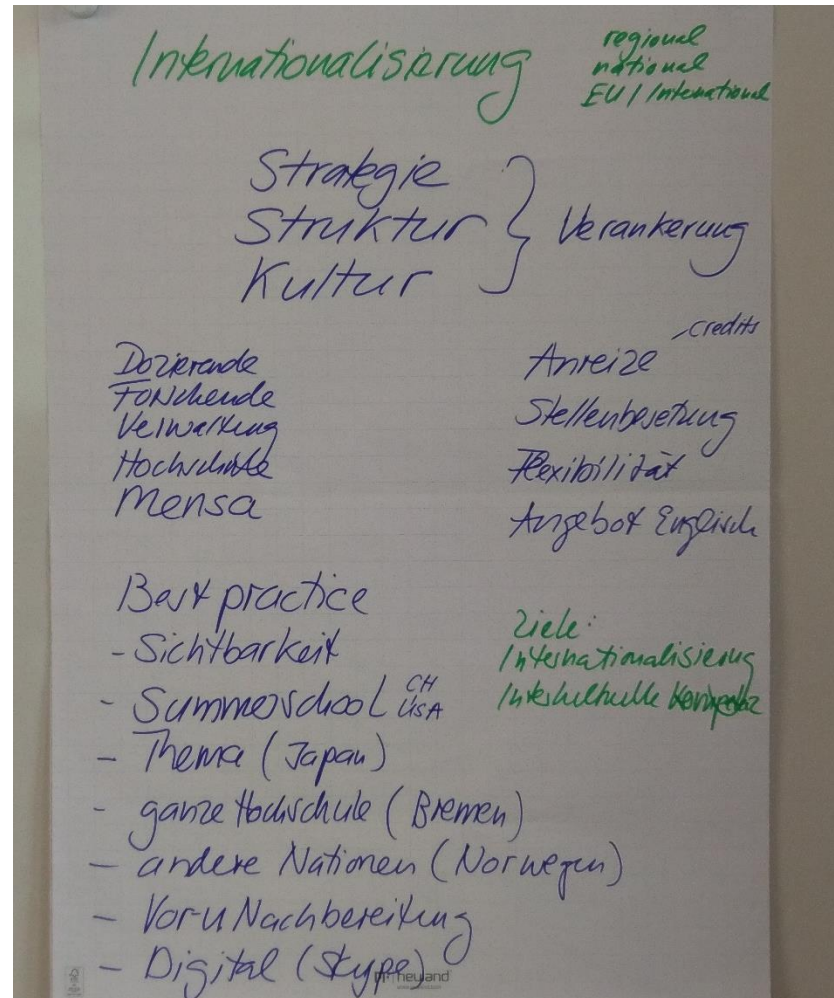 Internationalisierung
regional
national
EU / International
Strategie
Struktur } Verankerung
Kultur
Dozierende
Forschende
Verwaltung
Hochschule
Mensa
credits
Anreize
Stellenbesetzung
Flexibilität
Angebot Englisch
Best practice
- Sichtbarkeit
- Summerschool CH USA
- Thema (Japan)
- ganze Hochschule (Bremen)
- andere Nationen (Norwegen)
- Vor- u Nachbereitung
- Digital (Skype)
Ziele:
Internationalisierung
Interkulturelle Kompetenz
neuland